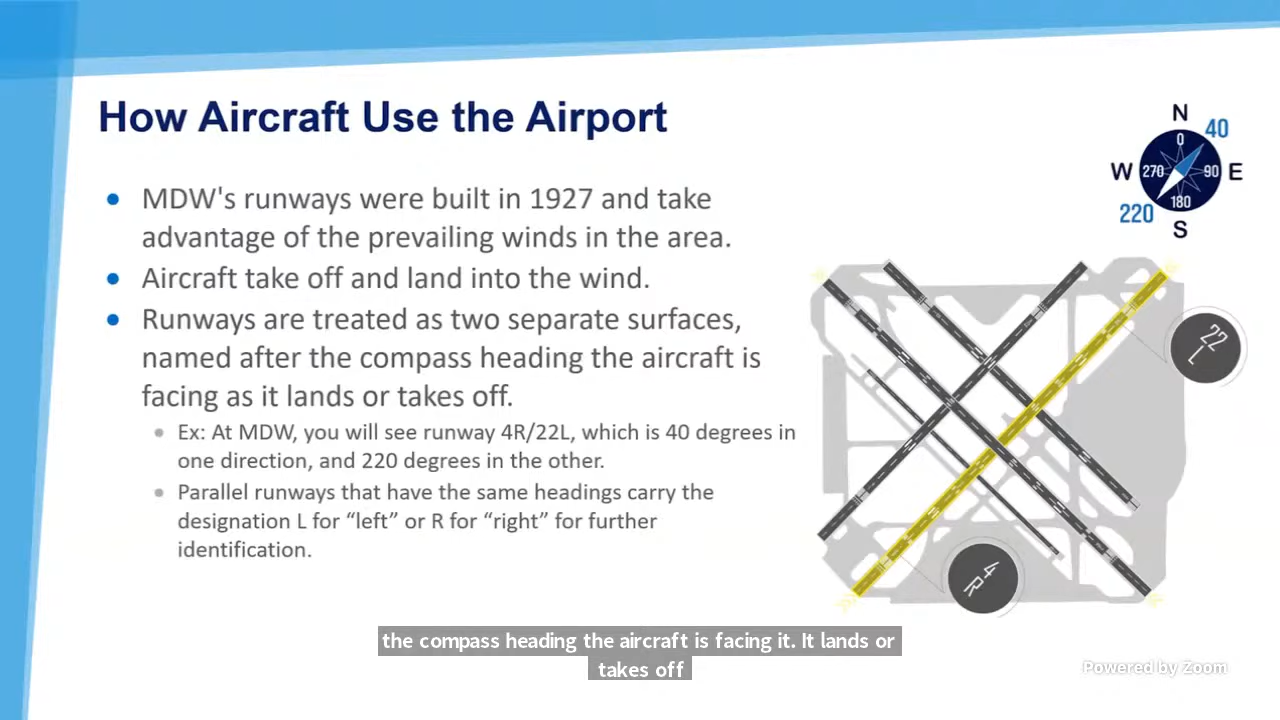 How Aircraft Use the Airport
• MDW's runways were built in 1927 and take
advantage of the prevailing winds in the area.
• Aircraft take off and land into the wind.
• Runways are treated as two separate surfaces,
named after the compass heading the aircraft is
facing as it lands or takes off.
• Ex: At MDW, you will see runway 4R/22L, which is 40 degrees in
one direction, and 220 degrees in the other.
• Parallel runways that have the same headings carry the
designation L for “left” or R for “right” for further
identification.
N
40
0
W
270
90
E
180
220
S
22
L
4
R
the compass heading the aircraft is facing it. It lands or
takes off
Powered by Zoom